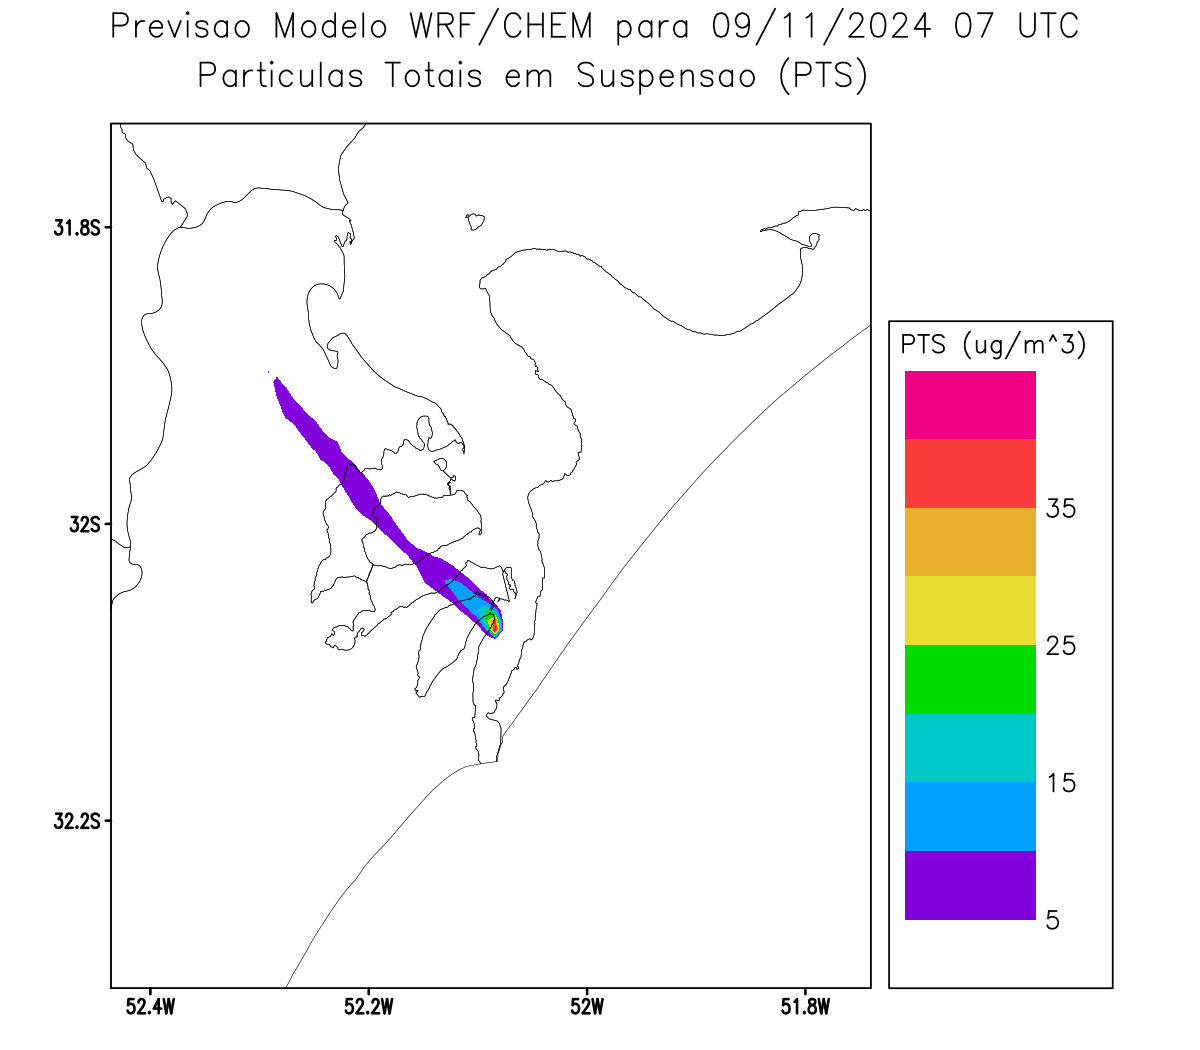 Previsao Modelo WRF/CHEM para 09/11/2024 07 UTC
Particulas Totais em Suspensao (PTS)
31.8S
32S
32.2S
52.4W
52.2W
52W
51.8W
PTS (ug/m^3)
35
25
15
5